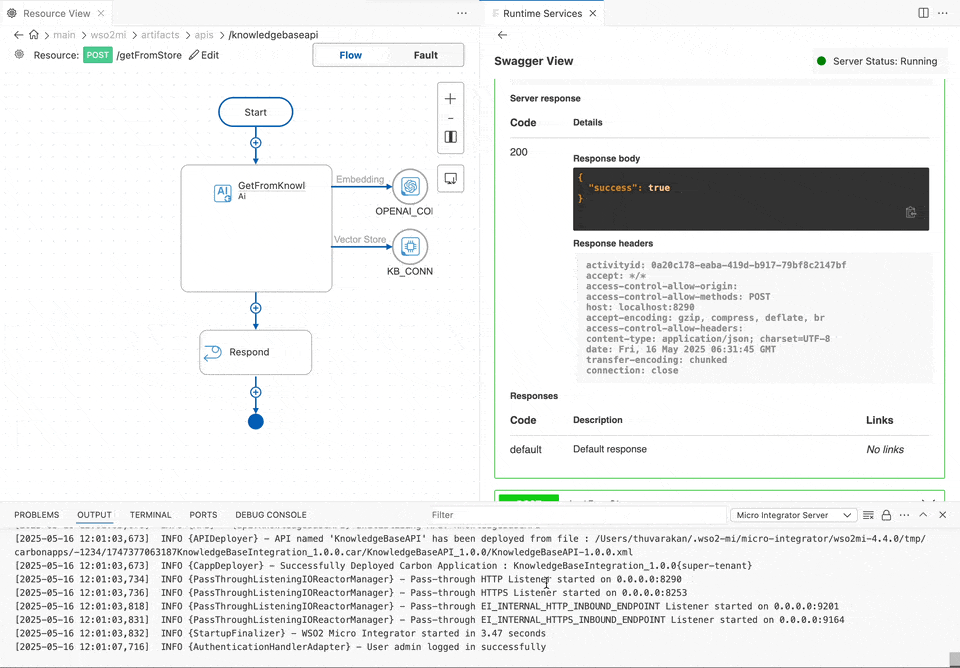 Resource View
Runtime Services
main wso2mi artifacts apis /knowledgebaseapi
Resource: POST /getFromStore Edit
Flow
Fault
Start
GetFromKnowl
Ai
Embedding
OPENAI_CO
Vector Store
KB_CONN
Respond
Swagger View
Server Status: Running
Server response
Code Details
200
Response body
{
"success": true
}
Response headers
activityid: 0a20c178-eaba-419d-b917-79bf8c2147bf
accept: */*
access-control-allow-origin:
access-control-allow-methods: POST
host: localhost:8290
accept-encoding: gzip, compress, deflate, br
access-control-allow-headers:
content-type: application/json; charset=UTF-8
date: Fri, 16 May 2025 06:31:45 GMT
transfer-encoding: chunked
connection: close
Responses
Code Description Links
default Default response No links
PROBLEMS OUTPUT TERMINAL PORTS DEBUG CONSOLE Filter Micro Integrator Server
[2025-05-16 12:01:03,673] INFO {APIDeployer} - API named 'KnowledgeBaseAPI' has been deployed from file : /Users/thuvarakan/.wso2-mi/micro-integrator/wso2mi-4.4.0/tmp/
carbonapps/-1234/1747377063187KnowledgeBaseIntegration_1.0.0.car/KnowledgeBaseAPI_1.0.0/KnowledgeBaseAPI-1.0.0.xml
[2025-05-16 12:01:03,673] INFO {CappDeployer} - Successfully Deployed Carbon Application : KnowledgeBaseIntegration_1.0.0{super-tenant}
[2025-05-16 12:01:03,734] INFO {PassThroughListeningIOReactorManager} - Pass-through HTTP Listener started on 0.0.0.0:8290
[2025-05-16 12:01:03,736] INFO {PassThroughListeningIOReactorManager} - Pass-through HTTPS Listener started on 0.0.0.0:8253
[2025-05-16 12:01:03,818] INFO {PassThroughListeningIOReactorManager} - Pass-through EI_INTERNAL_HTTP_INBOUND_ENDPOINT Listener started on 0.0.0.0:9201
[2025-05-16 12:01:03,831] INFO {PassThroughListeningIOReactorManager} - Pass-through EI_INTERNAL_HTTPS_INBOUND_ENDPOINT Listener started on 0.0.0.0:9164
[2025-05-16 12:01:03,832] INFO {StartupFinalizer} - WSO2 Micro Integrator started in 3.47 seconds
[2025-05-16 12:01:07,716] INFO {AuthenticationHandlerAdapter} - User admin logged in successfully